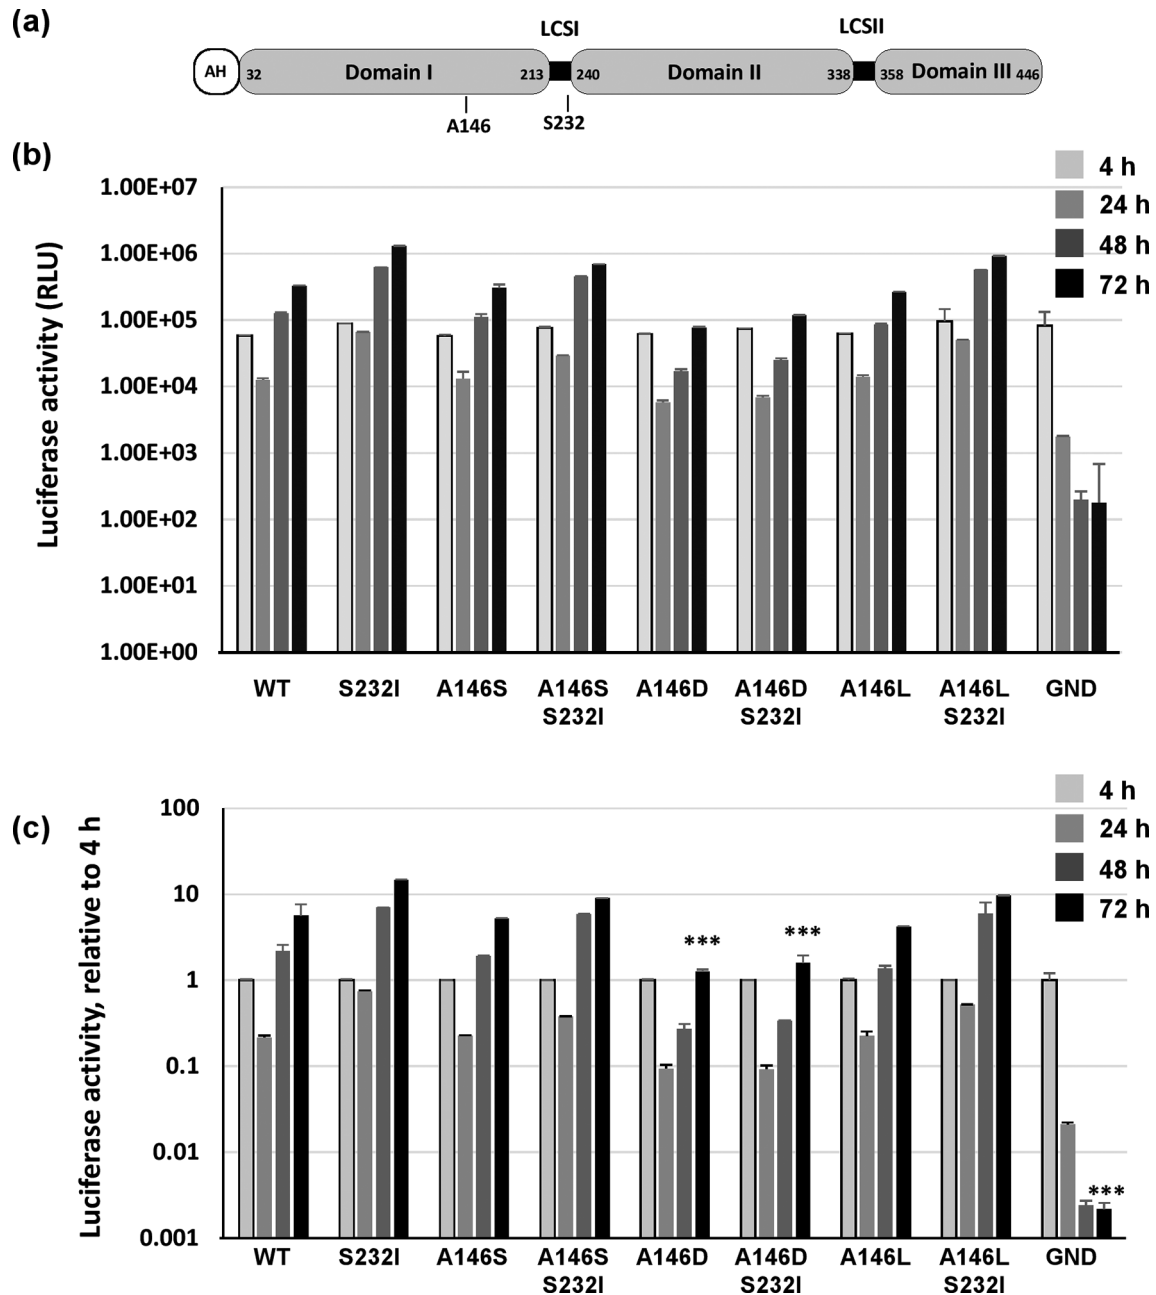 (a)
LCSI
LCSII
AH
32
Domain I
213
240
Domain II
338
358
Domain III
446
A146
S232
(b)
4 h
24 h
48 h
72 h
Luciferase activity (RLU)
1.00E+07
1.00E+06
1.00E+05
1.00E+04
1.00E+03
1.00E+02
1.00E+01
1.00E+00
WT
S232I
A146S
A146S
S232I
A146D
A146D
S232I
A146L
A146L
S232I
GND
(c)
4 h
24 h
48 h
72 h
Luciferase activity, relative to 4 h
100
10
1
0.1
0.01
0.001
***
***
***
WT
S232I
A146S
A146S
S232I
A146D
A146D
S232I
A146L
A146L
S232I
GND